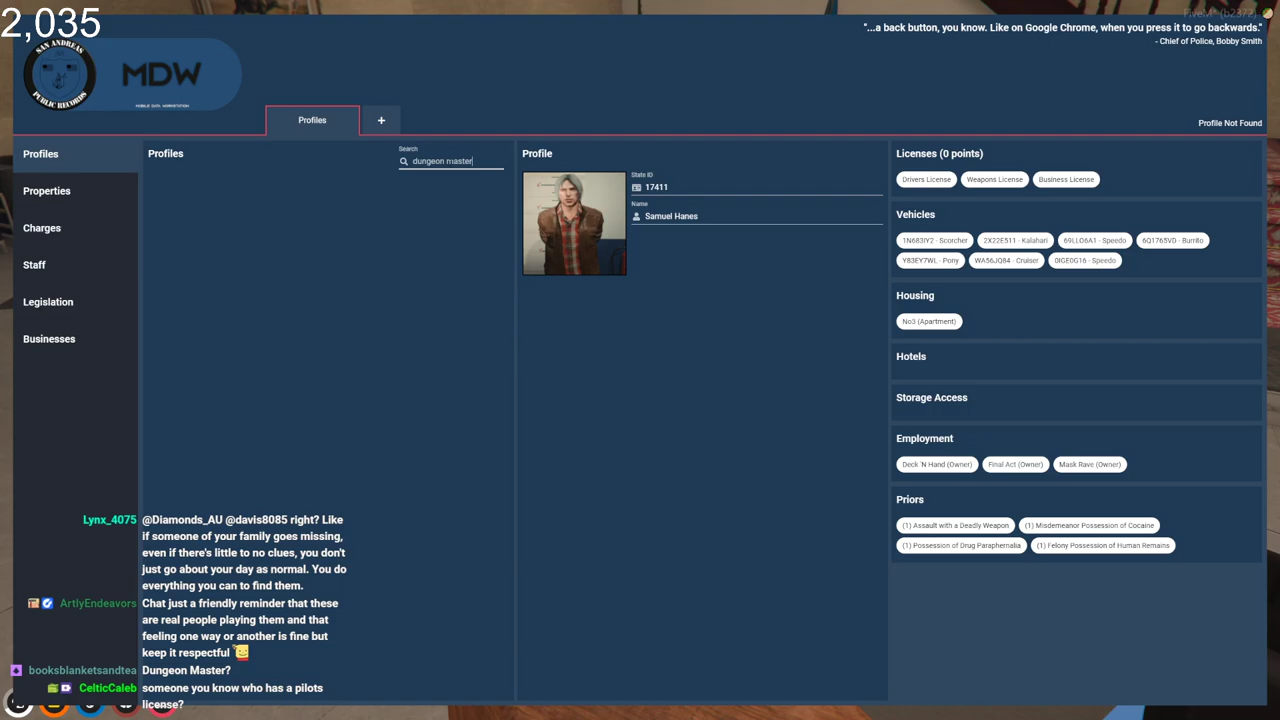 2,035
FiveM® (b2372)
"...a back button, you know. Like on Google Chrome, when you press it to go backwards."
- Chief of Police, Bobby Smith
SAN ANDREAS
PUBLIC RECORDS
MDW
MOBILE DATA WORKSTATION
Profiles
+
Profile Not Found
Profiles
Properties
Charges
Staff
Legislation
Businesses
Profiles
Search
dungeon master
Profile
State ID
17411
Name
Samuel Hanes
Licenses (0 points)
Drivers License
Weapons License
Business License
Vehicles
1N683IY2 - Scorcher
2X22E511 - Kalahari
69LLO6A1 - Speedo
6Q1765VD - Burrito
Y83EY7WL - Pony
WA56JQ84 - Cruiser
0IGE0G16 - Speedo
Housing
No3 (Apartment)
Hotels
Storage Access
Employment
Deck 'N Hand (Owner)
Final Act (Owner)
Mask Rave (Owner)
Priors
(1) Assault with a Deadly Weapon
(1) Misdemeanor Possession of Cocaine
(1) Possession of Drug Paraphernalia
(1) Felony Possession of Human Remains
Lynx_4075 @Diamonds_AU @davis8085 right? Like
if someone of your family goes missing,
even if there's little to no clues, you don't
just go about your day as normal. You do
everything you can to find them.
ArtlyEndeavors Chat just a friendly reminder that these
are real people playing them and that
feeling one way or another is fine but
keep it respectful
booksblanketsandtea Dungeon Master?
CelticCaleb someone you know who has a pilots
license?